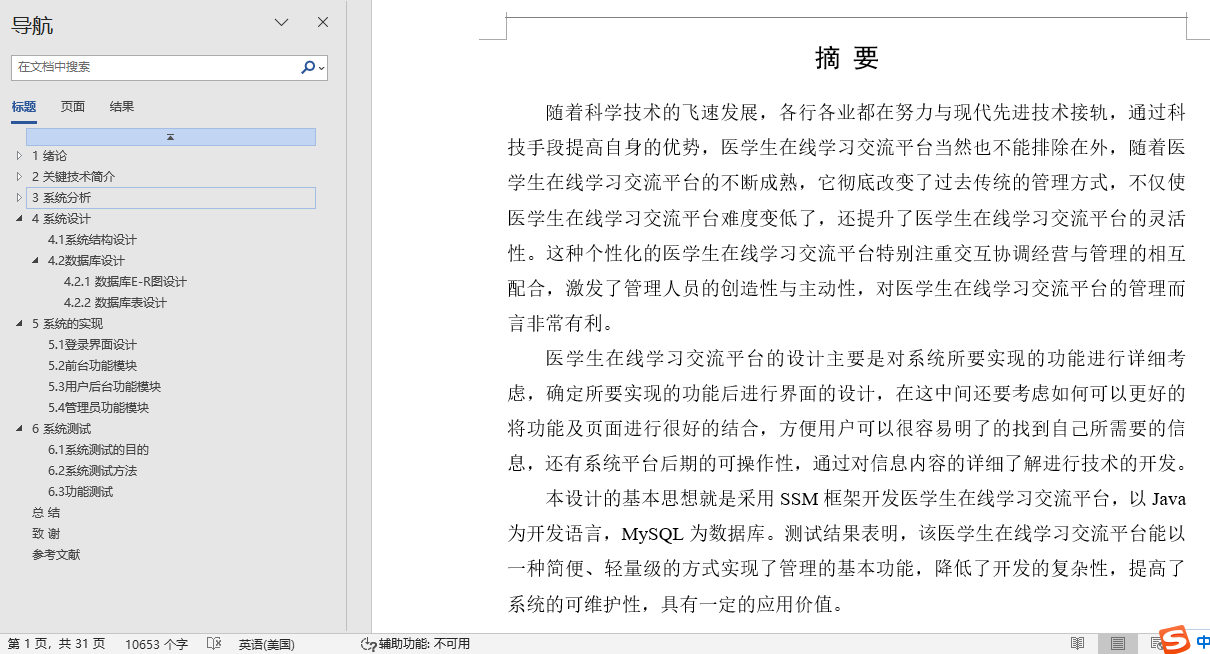 导航
在文档中搜索
标题 页面 结果
1 绪论
2 关键技术简介
3 系统分析
4 系统设计
4.1系统结构设计
4.2数据库设计
4.2.1 数据库E-R图设计
4.2.2 数据库表设计
5 系统的实现
5.1登录界面设计
5.2前台功能模块
5.3用户后台功能模块
5.4管理员功能模块
6 系统测试
6.1系统测试的目的
6.2系统测试方法
6.3功能测试
总 结
致 谢
参考文献
摘 要
随着科学技术的飞速发展，各行各业都在努力与现代先进技术接轨，通过科
技手段提高自身的优势，医学生在线学习交流平台当然也不能排除在外，随着医
学生在线学习交流平台的不断成熟，它彻底改变了过去传统的管理方式，不仅使
医学生在线学习交流平台难度变低了，还提升了医学生在线学习交流平台的灵活
性。这种个性化的医学生在线学习交流平台特别注重交互协调经营与管理的相互
配合，激发了管理人员的创造性与主动性，对医学生在线学习交流平台的管理而
言非常有利。
医学生在线学习交流平台的设计主要是对系统所要实现的功能进行详细考
虑，确定所要实现的功能后进行界面的设计，在这中间还要考虑如何可以更好的
将功能及页面进行很好的结合，方便用户可以很容易明了的找到自己所需要的信
息，还有系统平台后期的可操作性，通过对信息内容的详细了解进行技术的开发。
本设计的基本思想就是采用 SSM 框架开发医学生在线学习交流平台，以 Java
为开发语言，MySQL 为数据库。测试结果表明，该医学生在线学习交流平台能以
一种简便、轻量级的方式实现了管理的基本功能，降低了开发的复杂性，提高了
系统的可维护性，具有一定的应用价值。
第 1 页，共 31 页 10653 个字 英语(美国) 辅助功能: 不可用
S 中